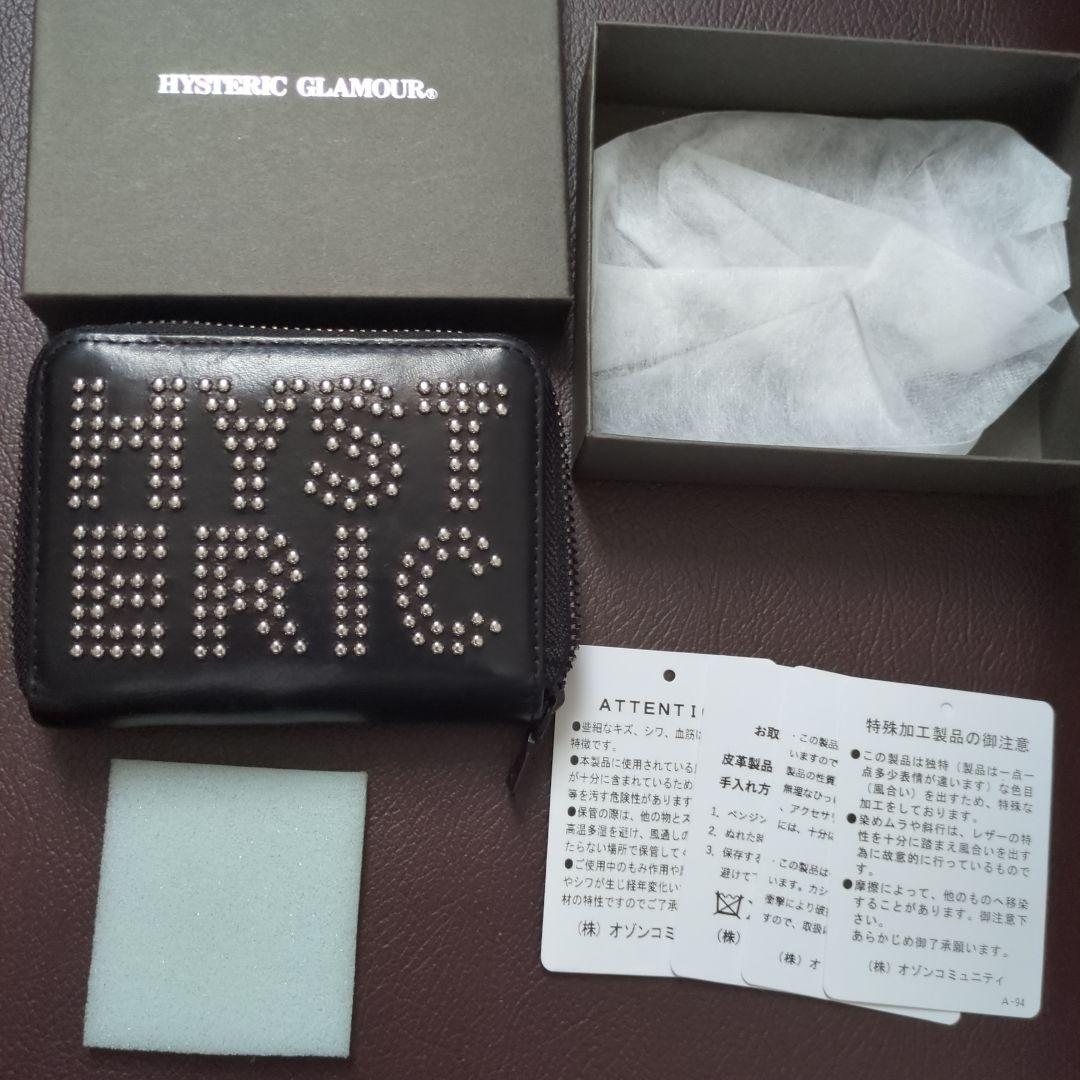 HYSTERIC GLAMOUR®
HYST
ERIC
ATTENTI
●些細なキズ、シワ、血筋は
特徴です。
●本製品に使用されている
が十分に含まれているため
等を汚す危険性があります
●保管の際は、他の物とス
高温多湿を避け、風通しの
たらない場所で保管してく
●ご使用中のもみ作用や
やシワが生じ経年変化い
材の特性ですのでご了承
(株) オゾンコミ
お取
皮革製品
手入れ方
1. ベンジン
2. ぬれた
3. 保存する
避けて下
(株)
・この製品
いますので
製品の性質
無理なひっ
、アクセサリ
には、十分に
・この製品は
います。カシ
衝撃により破
すので、取扱い
(株) オ
特殊加工製品の御注意
●この製品は独特（製品は一点一
点多少表情が違います）な色目
（風合い）を出すため、特殊な
加工をしております。
●染めムラや斜行は、レザーの特
性を十分に踏まえ風合いを出す
為に故意的に行っているもので
す。
●摩擦によって、他のものへ移染
することがあります。御注意下
さい。
あらかじめ御了承願います。
(株) オゾンコミュニティ
A-94